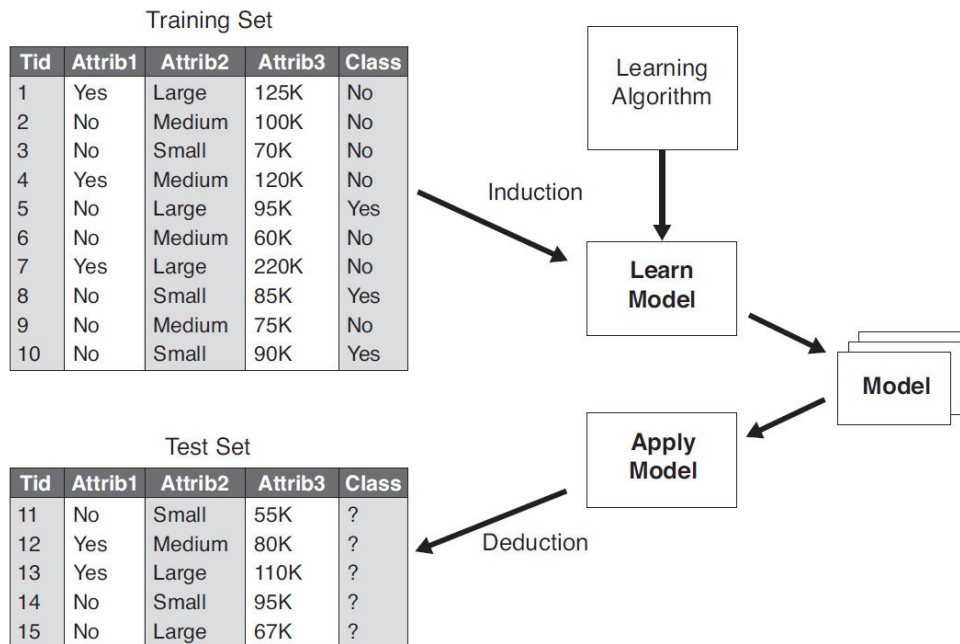 Training Set
Tid Attrib1 Attrib2 Attrib3 Class
1 Yes Large 125K No
2 No Medium 100K No
3 No Small 70K No
4 Yes Medium 120K No
5 No Large 95K Yes
6 No Medium 60K No
7 Yes Large 220K No
8 No Small 85K Yes
9 No Medium 75K No
10 No Small 90K Yes
Learning
Algorithm
Induction
Learn
Model
Model
Apply
Model
Deduction
Test Set
Tid Attrib1 Attrib2 Attrib3 Class
11 No Small 55K ?
12 Yes Medium 80K ?
13 Yes Large 110K ?
14 No Small 95K ?
15 No Large 67K ?